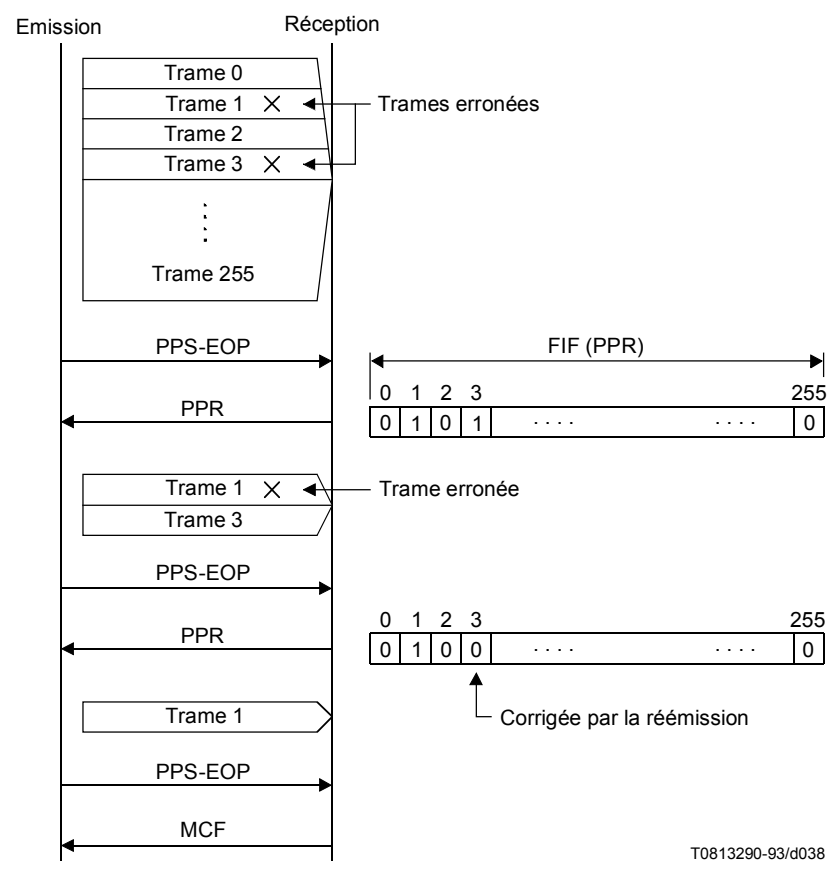 Emission
Réception
Trame 0
Trame 1 ×
Trames erronées
Trame 2
Trame 3 ×
Trame 255
PPS-EOP
FIF (PPR)
0 1 2 3 255
PPR
0 1 0 1 . . . . . . . . 0
Trame 1 ×
Trame erronée
Trame 3
PPS-EOP
0 1 2 3 255
PPR
0 1 0 0 . . . . . . . . 0
Trame 1
Corrigée par la réémission
PPS-EOP
MCF
T0813290-93/d038